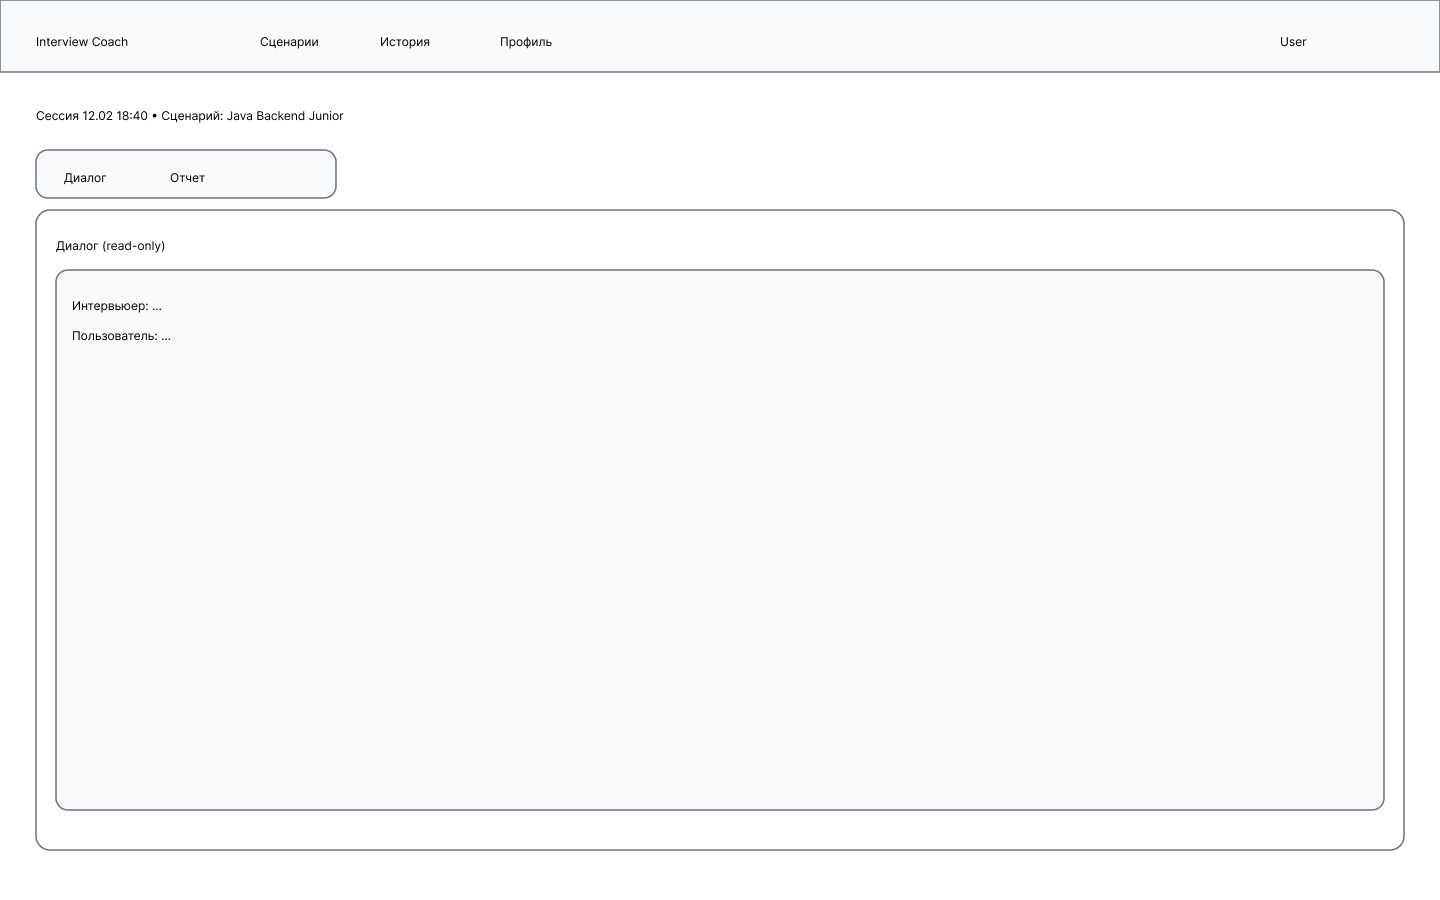 Interview Coach Сценарии История Профиль User
Сессия 12.02 18:40 • Сценарий: Java Backend Junior
Диалог Отчет
Диалог (read-only)
Интервьюер: ...
Пользователь: ...